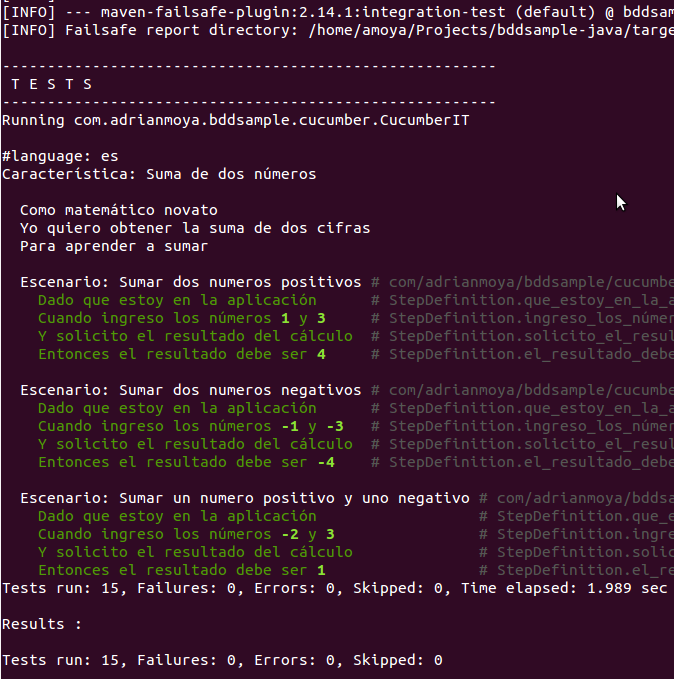 [INFO] --- maven-failsafe-plugin:2.14.1:integration-test (default) @ bddsam
[INFO] Failsafe report directory: /home/amoya/Projects/bddsample-java/targe
-------------------------------------------------------
T E S T S
-------------------------------------------------------
Running com.adrianmoya.bddsample.cucumber.CucumberIT
#language: es
Característica: Suma de dos números
Como matemático novato
Yo quiero obtener la suma de dos cifras
Para aprender a sumar
Escenario: Sumar dos numeros positivos # com/adrianmoya/bddsample/cucumbe
Dado que estoy en la aplicación # StepDefinition.que_estoy_en_la_a
Cuando ingreso los números 1 y 3 # StepDefinition.ingreso_los_númer
Y solicito el resultado del cálculo # StepDefinition.solicito_el_resul
Entonces el resultado debe ser 4 # StepDefinition.el_resultado_debe
Escenario: Sumar dos numeros negativos # com/adrianmoya/bddsample/cucumbe
Dado que estoy en la aplicación # StepDefinition.que_estoy_en_la_a
Cuando ingreso los números -1 y -3 # StepDefinition.ingreso_los_númer
Y solicito el resultado del cálculo # StepDefinition.solicito_el_resul
Entonces el resultado debe ser -4 # StepDefinition.el_resultado_debe
Escenario: Sumar un numero positivo y uno negativo # com/adrianmoya/bddsa
Dado que estoy en la aplicación # StepDefinition.que_e
Cuando ingreso los números -2 y 3 # StepDefinition.ingre
Y solicito el resultado del cálculo # StepDefinition.solic
Entonces el resultado debe ser 1 # StepDefinition.el_re
Tests run: 15, Failures: 0, Errors: 0, Skipped: 0, Time elapsed: 1.989 sec
Results :
Tests run: 15, Failures: 0, Errors: 0, Skipped: 0